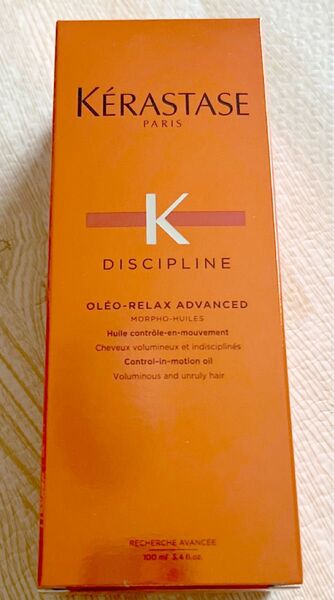 KÉRASTASE
PARIS
K
DISCIPLINE
OLÉO-RELAX ADVANCED
MORPHO-HUILES
Huile contrôle-en-mouvement
Cheveux volumineux et indisciplinés
Control-in-motion oil
Voluminous and unruly hair
RECHERCHE AVANCÉE
100 ml 3.4 fl.oz.